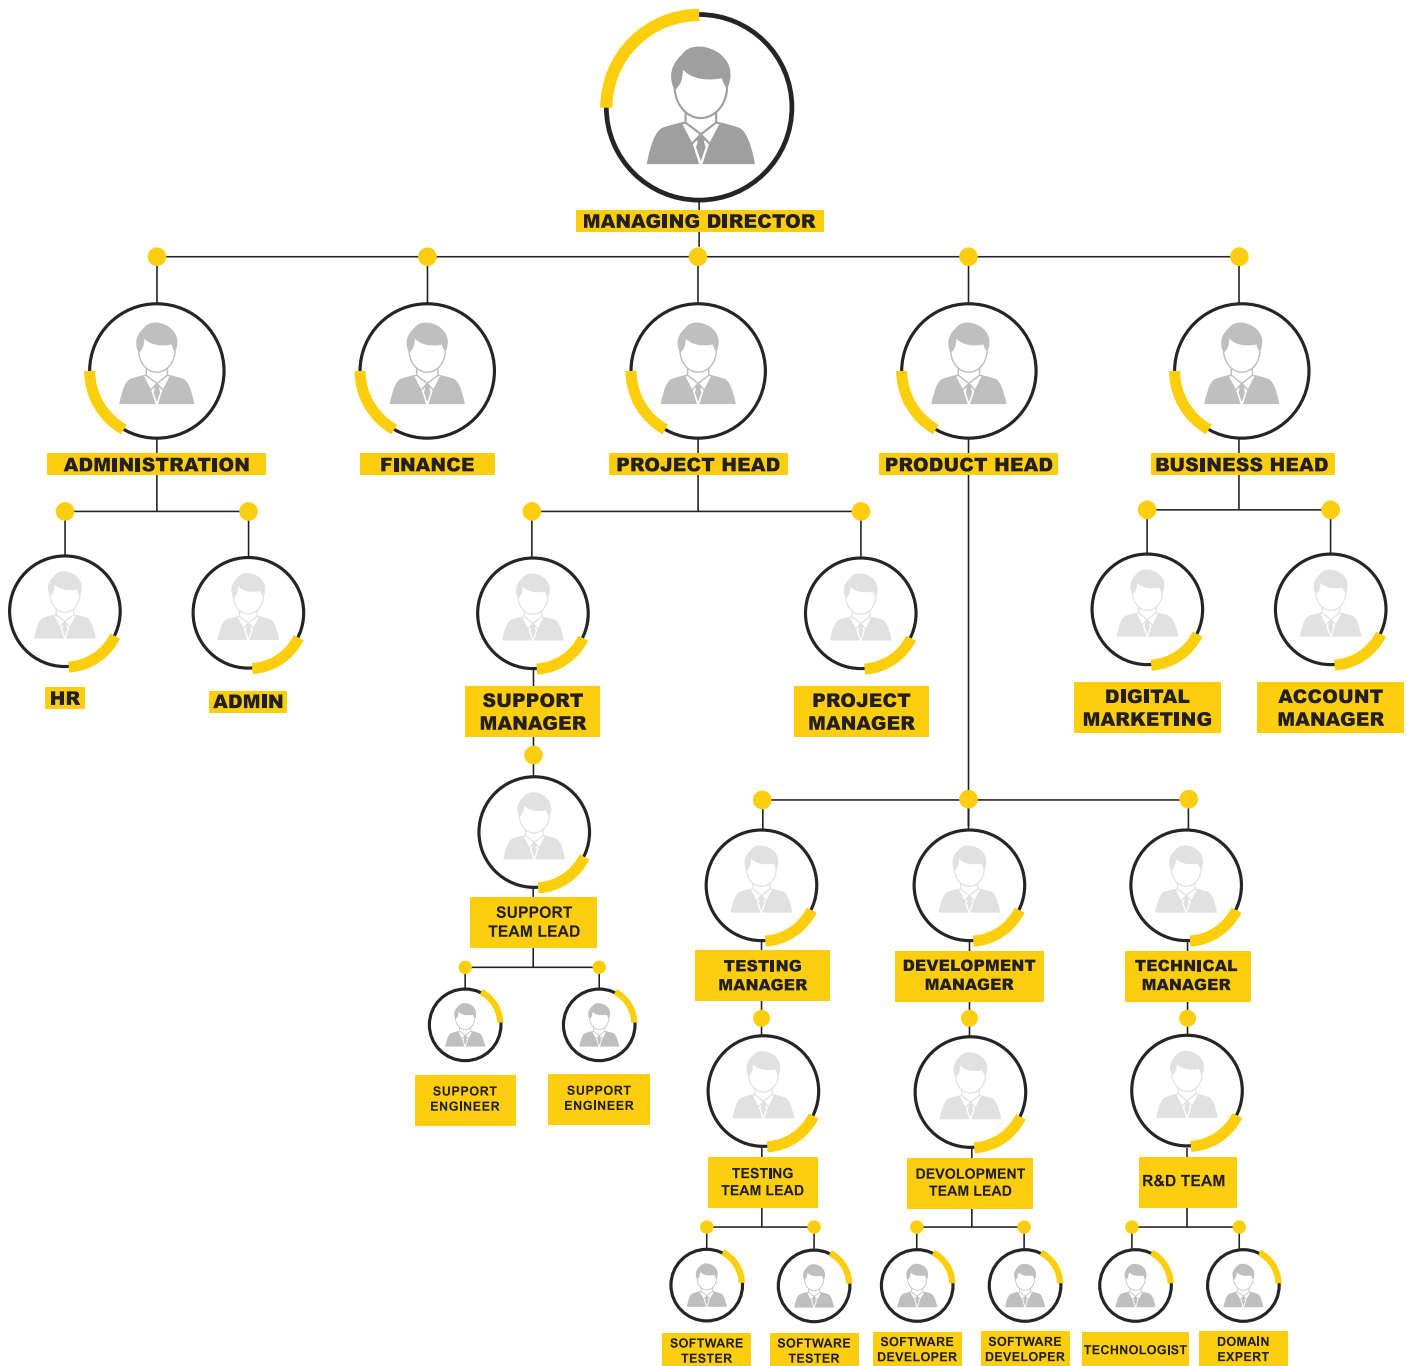 MANAGING DIRECTOR
ADMINISTRATION
FINANCE
PROJECT HEAD
PRODUCT HEAD
BUSINESS HEAD
HR
ADMIN
SUPPORT
MANAGER
PROJECT
MANAGER
DIGITAL
MARKETING
ACCOUNT
MANAGER
SUPPORT
TEAM LEAD
TESTING
MANAGER
DEVELOPMENT
MANAGER
TECHNICAL
MANAGER
SUPPORT
ENGINEER
SUPPORT
ENGINEER
TESTING
TEAM LEAD
DEVOLOPMENT
TEAM LEAD
R&D TEAM
SOFTWARE
TESTER
SOFTWARE
TESTER
SOFTWARE
DEVELOPER
SOFTWARE
DEVELOPER
TECHNOLOGIST
DOMAIN
EXPERT